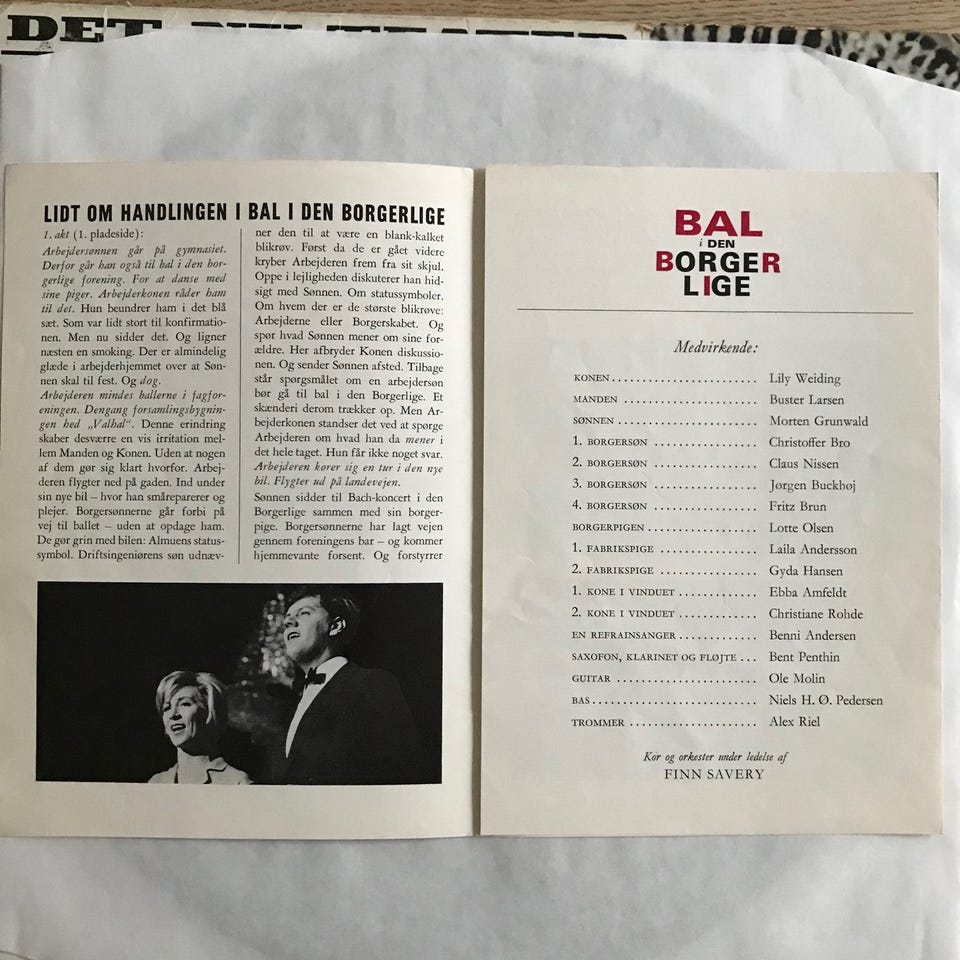 DET
LIDT OM HANDLINGEN I BAL I DEN BORGERLIGE
1. akt (1. pladeside):
Arbejdersønnen går på gymnasiet.
Derfor går han også til bal i den bor-
gerlige forening. For at danse med
sine piger. Arbejderkonen råder ham
til det. Hun beundrer ham i det blå
sæt. Som var lidt stort til konfirmatio-
nen. Men nu sidder det. Og ligner
næsten en smoking. Der er almindelig
glæde i arbejderhjemmet over at Søn-
nen skal til fest. Og dog.
Arbejderen mindes ballerne i fagfor-
eningen. Dengang forsamlingsbygnin-
gen hed „Valhal“. Denne erindring
skaber desværre en vis irritation mel-
lem Manden og Konen. Uden at nogen
af dem gør sig klart hvorfor. Arbej-
deren flygter ned på gaden. Ind under
sin nye bil – hvor han småreparerer og
plejer. Borgersønnerne går forbi på
vej til ballet – uden at opdage ham.
De gør grin med bilen: Almuens status-
symbol. Driftsingeniørens søn udnæv-
ner den til at være en blank-kalket
blikrøv. Først da de er gået videre
kryber Arbejderen frem fra sit skjul.
Oppe i lejligheden diskuterer han hid-
sigt med Sønnen. Om statussymboler.
Om hvem der er de største blikrøve:
Arbejderne eller Borgerskabet. Og
spør hvad Sønnen mener om sine for-
ældre. Her afbryder Konen diskussio-
nen. Og sender Sønnen afsted. Tilbage
står spørgsmålet om en arbejdersøn
bør gå til bal i den Borgerlige. Et
skænderi derom trækker op. Men Ar-
bejderkonen standser det ved at spørge
Arbejderen om hvad han da mener i
det hele taget. Hun får ikke noget svar.
Arbejderen kører sig en tur i den nye
bil. Flygter ud på landevejen.
Sønnen sidder til Bach-koncert i den
Borgerlige sammen med sin borger-
pige. Borgersønnerne har lagt vejen
gennem foreningens bar – og kommer
hjemmevante forsent. Og forstyrrer
BAL
i DEN
BORGER
LIGE
Medvirkende:
KONEN ...................... Lily Weiding
MANDEN .................... Buster Larsen
SØNNEN ..................... Morten Grunwald
1. BORGERSØN ................ Christoffer Bro
2. BORGERSØN ................ Claus Nissen
3. BORGERSØN ................ Jørgen Buckhøj
4. BORGERSØN ................ Fritz Brun
BORGERPIGEN ................ Lotte Olsen
1. FABRIKSPIGE ............... Laila Andersson
2. FABRIKSPIGE ............... Gyda Hansen
1. KONE I VINDUET ............ Ebba Amfeldt
2. KONE I VINDUET ............ Christiane Rohde
EN REFRAINSANGER ............ Benni Andersen
SAXOFON, KLARINET OG FLØJTE ... Bent Penthin
GUITAR ..................... Ole Molin
BAS ......................... Niels H. Ø. Pedersen
TROMMER ................... Alex Riel
Kor og orkester under ledelse af
FINN SAVERY